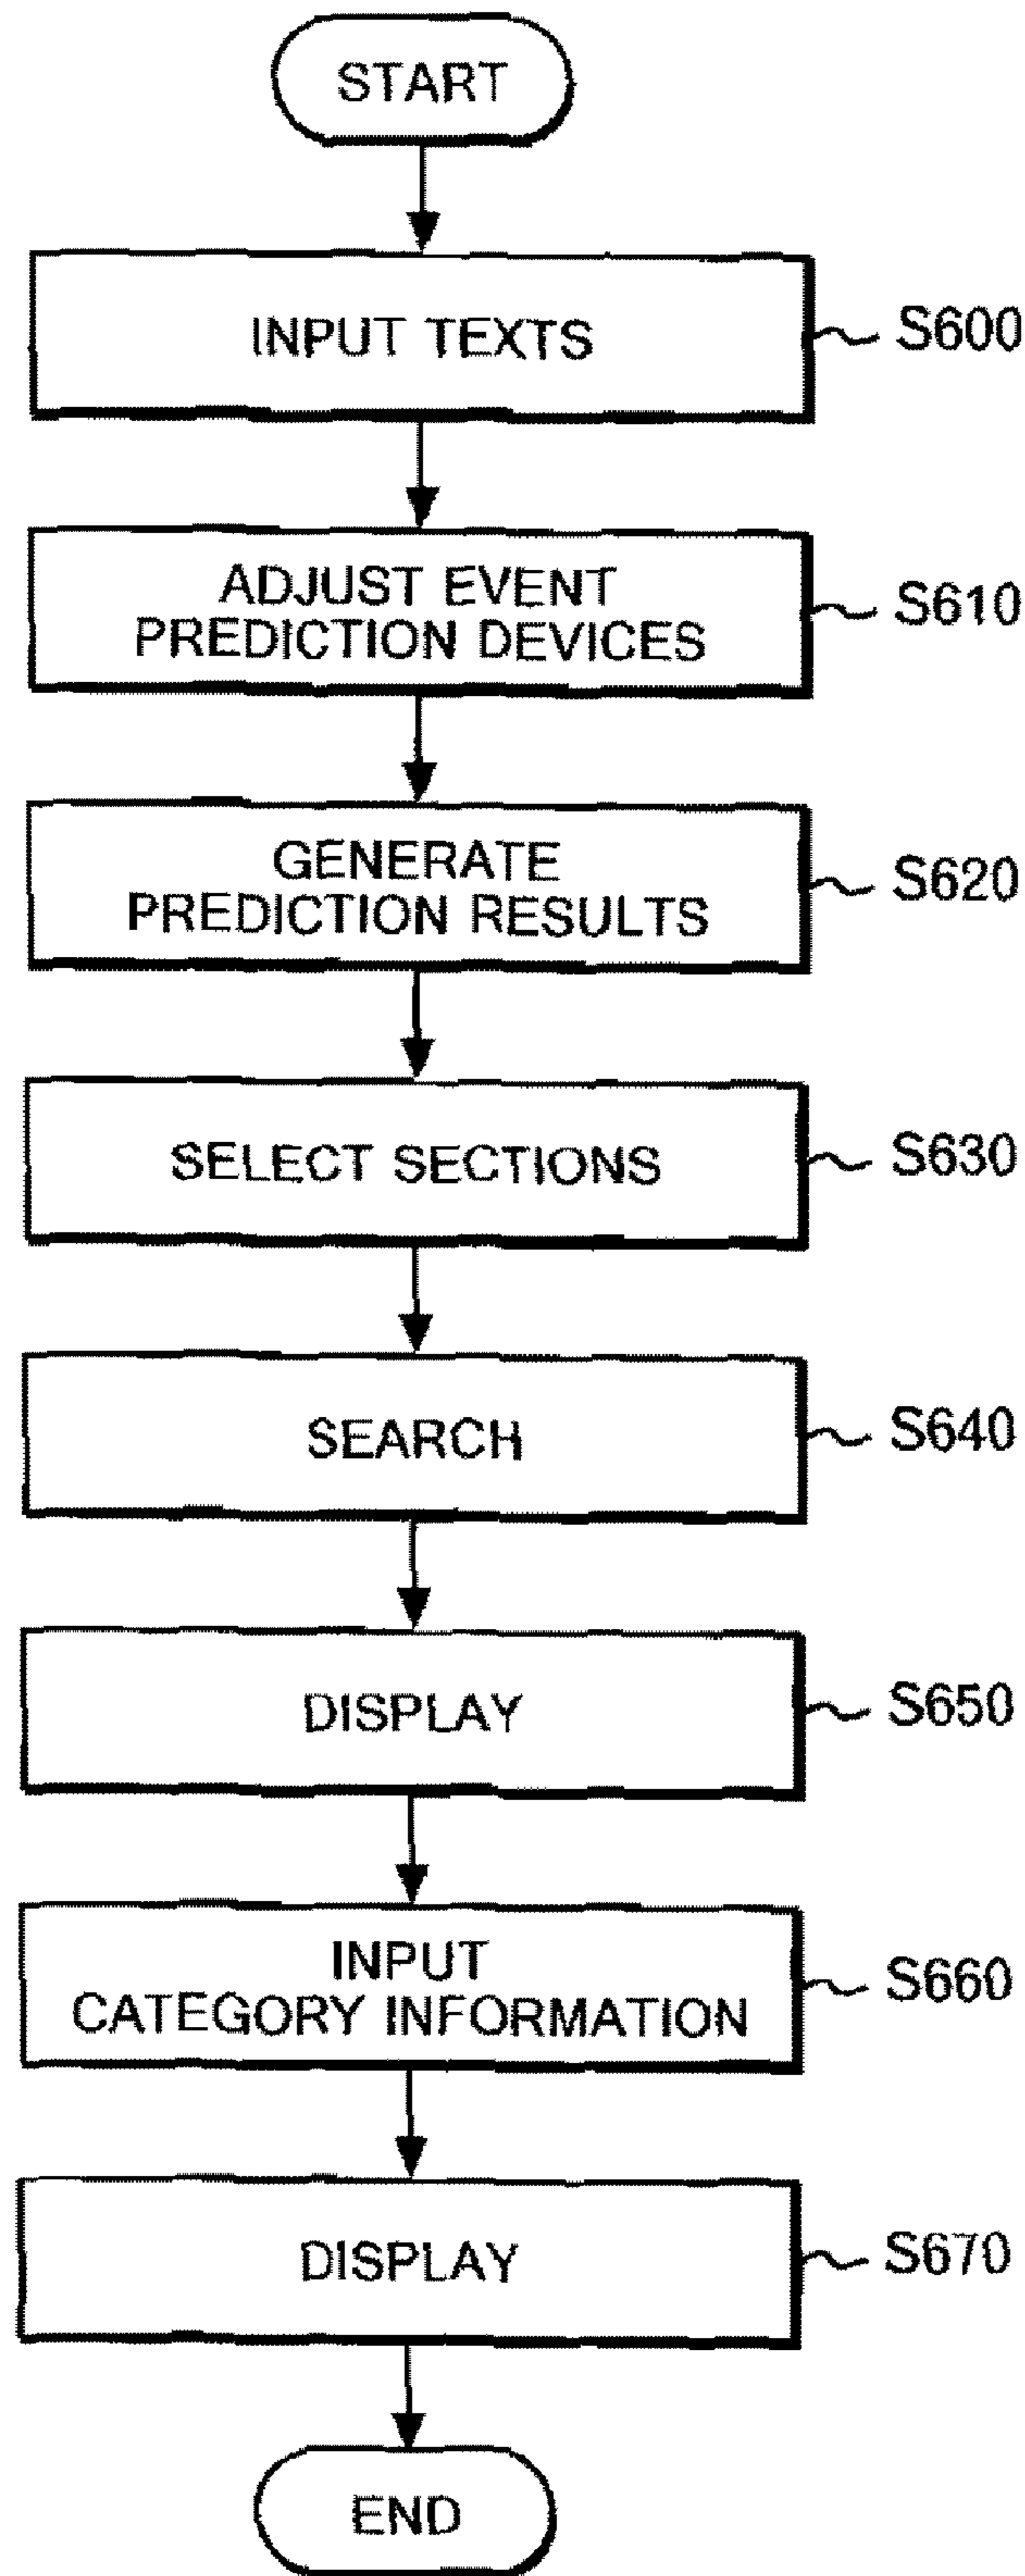 START
INPUT TEXTS
S600
ADJUST EVENT
PREDICTION DEVICES
S610
GENERATE
PREDICTION RESULTS
S620
SELECT SECTIONS
S630
SEARCH
S640
DISPLAY
S650
INPUT
CATEGORY INFORMATION
S660
DISPLAY
S670
END